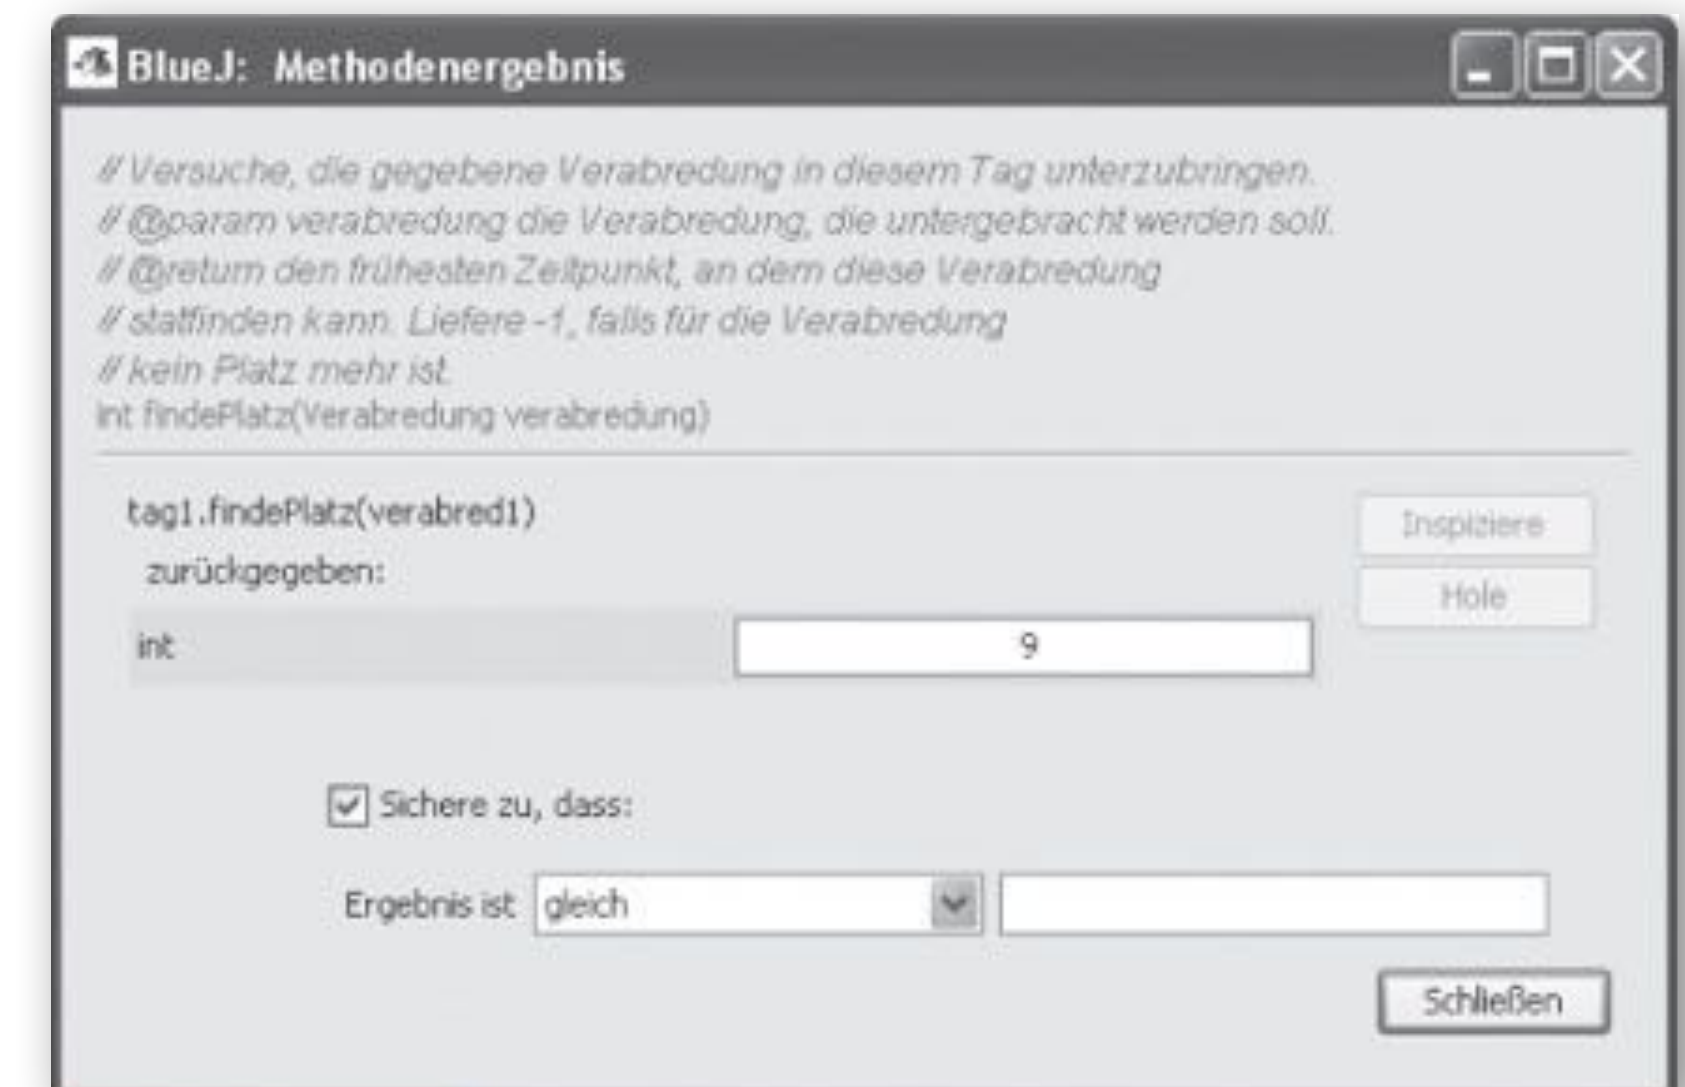 BlueJ: Methodenergebnis
// Versuche, die gegebene Verabredung in diesem Tag unterzubringen.
// @param verabredung die Verabredung, die untergebracht werden soll.
// @return den frühesten Zeitpunkt, an dem diese Verabredung
// statfinden kann. Liefere -1, falls für die Verabredung
// kein Platz mehr ist.
int findePlatz(Verabredung verabredung)
tag1.findePlatz(verabred1)
Inspiziere
zurückgegeben:
Hole
int 9
Sichere zu, dass:
Ergebnis ist gleich
Schließen